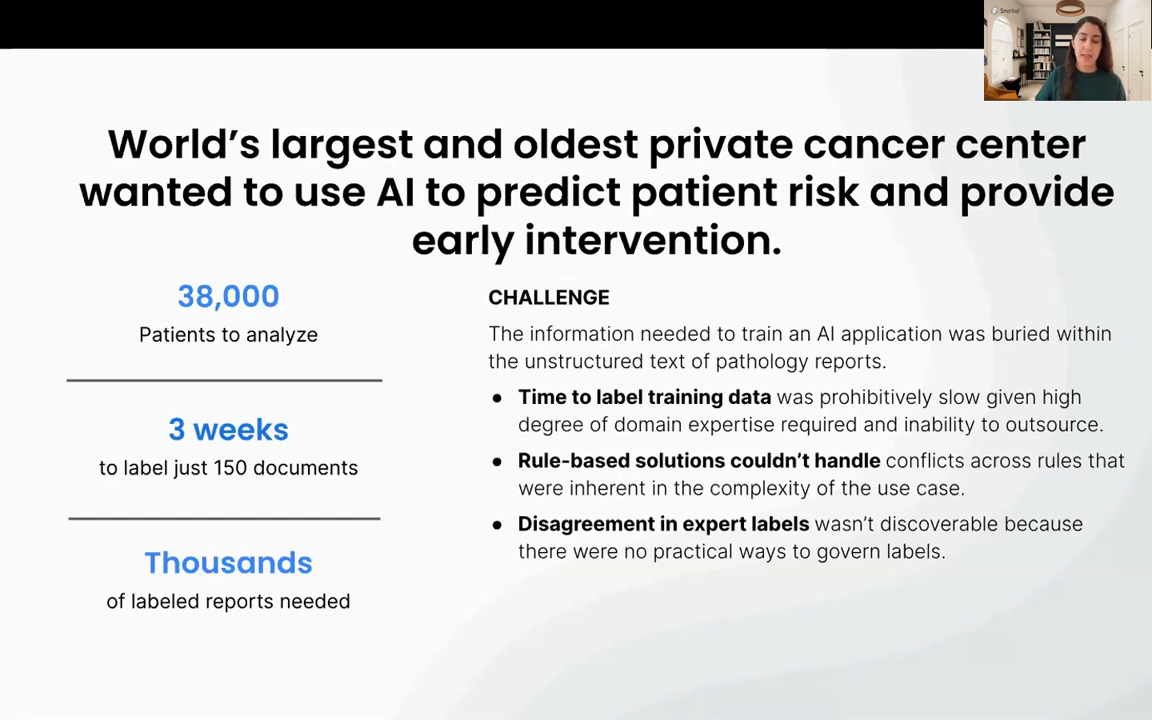 Snorkel
World's largest and oldest private cancer center
wanted to use AI to predict patient risk and provide
early intervention.
38,000
Patients to analyze
3 weeks
to label just 150 documents
Thousands
of labeled reports needed
CHALLENGE
The information needed to train an AI application was buried within
the unstructured text of pathology reports.
● Time to label training data was prohibitively slow given high
degree of domain expertise required and inability to outsource.
● Rule-based solutions couldn't handle conflicts across rules that
were inherent in the complexity of the use case.
● Disagreement in expert labels wasn't discoverable because
there were no practical ways to govern labels.